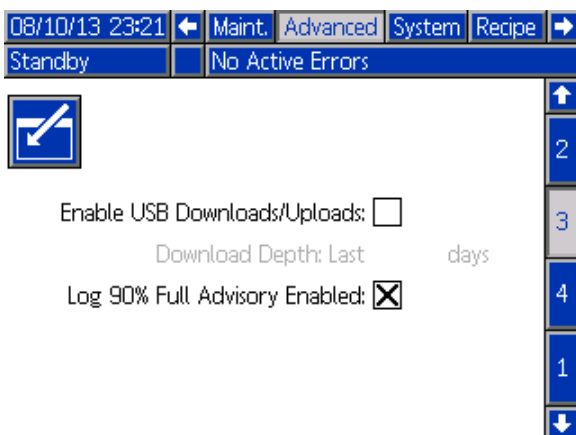 08/10/13 23:21 Maint. Advanced System Recipe
Standby No Active Errors
2
Enable USB Downloads/Uploads:
3
Download Depth: Last days
Log 90% Full Advisory Enabled:
4
1